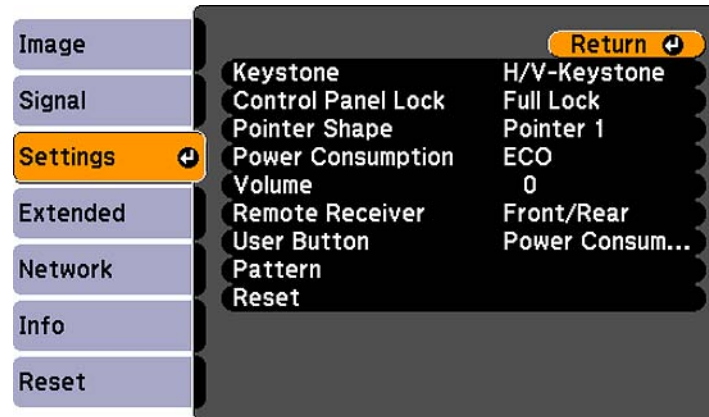 Image
Signal
Settings
Extended
Network
Info
Reset
Return
Keystone H/V-Keystone
Control Panel Lock Full Lock
Pointer Shape Pointer 1
Power Consumption ECO
Volume 0
Remote Receiver Front/Rear
User Button Power Consum...
Pattern
Reset